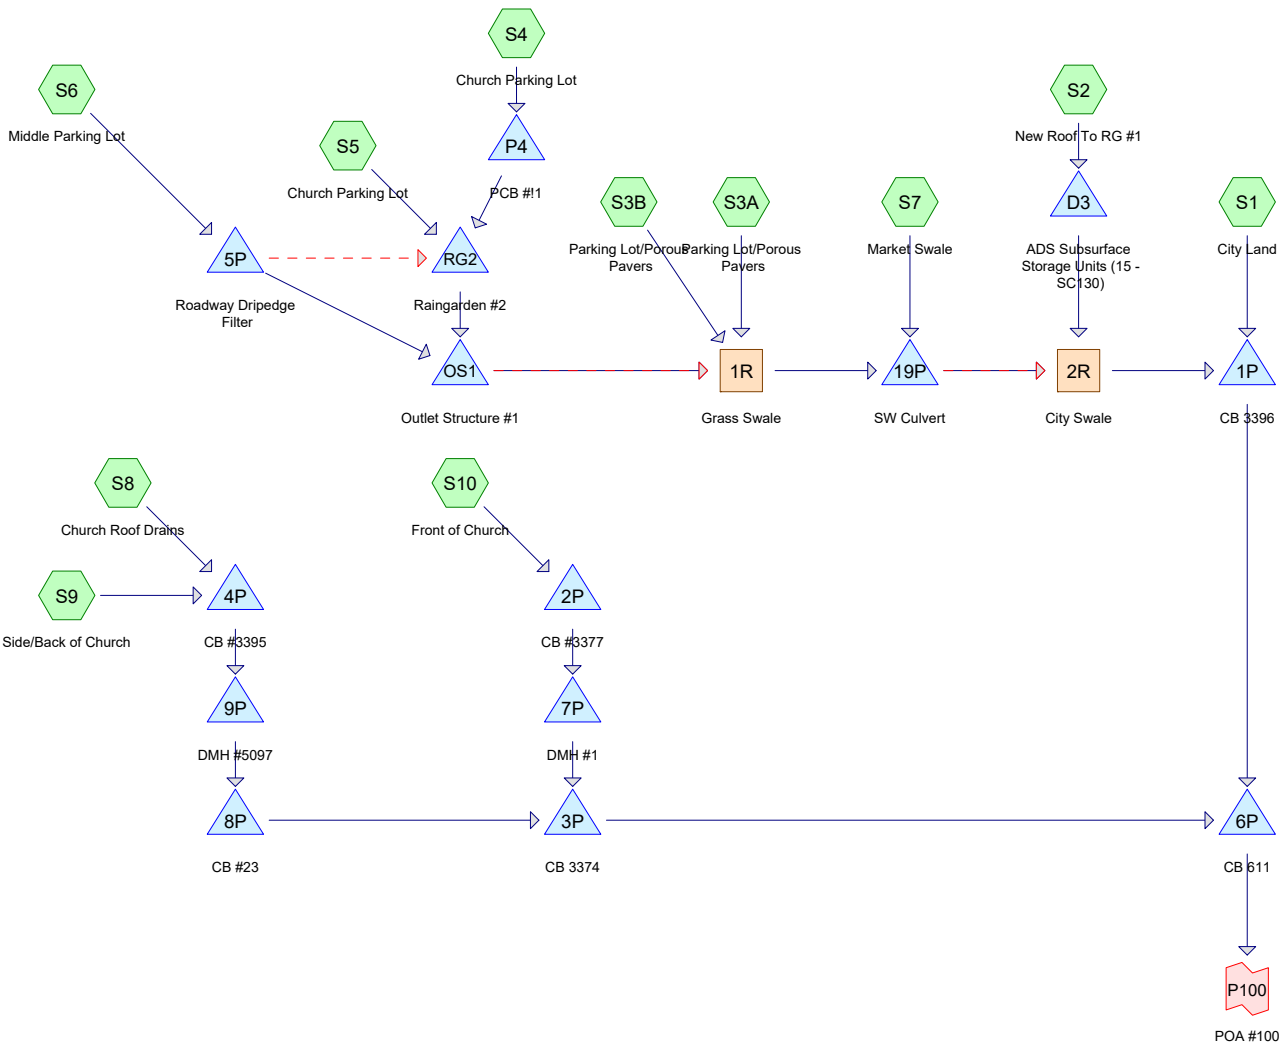 S4
Church Parking Lot
S6
Middle Parking Lot
S2
New Roof To RG #1
P4
PCB #!1
S5
Church Parking Lot
S3B
Parking Lot/Porous
Pavers
S3A
Parking Lot/Porous
Pavers
S7
Market Swale
D3
ADS Subsurface
Storage Units (15 -
SC130)
S1
City Land
5P
Roadway Dripedge
Filter
RG2
Raingarden #2
OS1
Outlet Structure #1
1R
Grass Swale
19P
SW Culvert
2R
City Swale
1P
CB 3396
S8
Church Roof Drains
S10
Front of Church
S9
Side/Back of Church
4P
CB #3395
2P
CB #3377
9P
DMH #5097
7P
DMH #1
8P
CB #23
3P
CB 3374
6P
CB 611
P100
POA #100